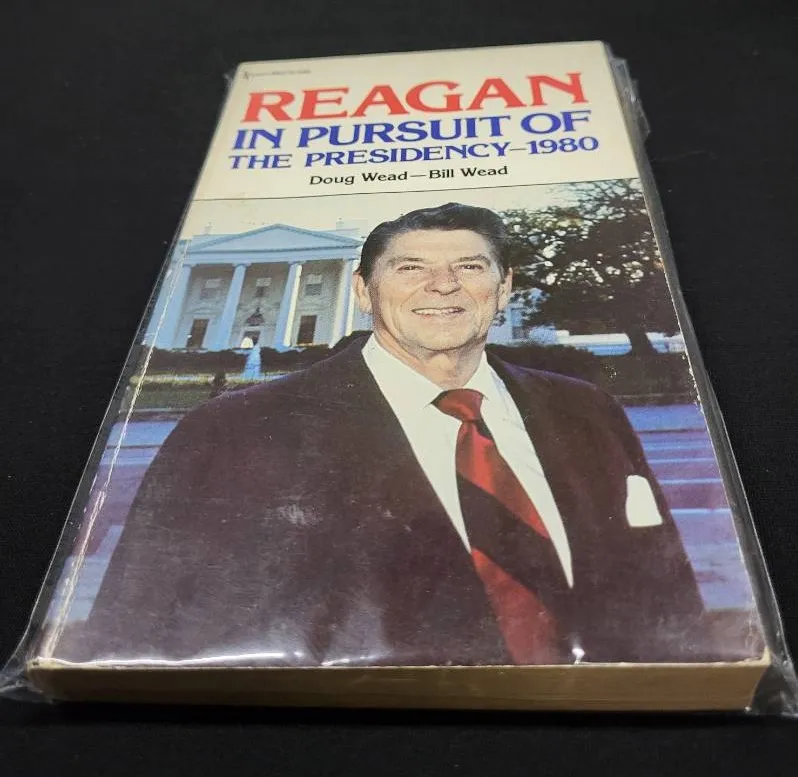 REAGAN
IN PURSUIT OF
THE PRESIDENCY—1980
Doug Wead—Bill Wead